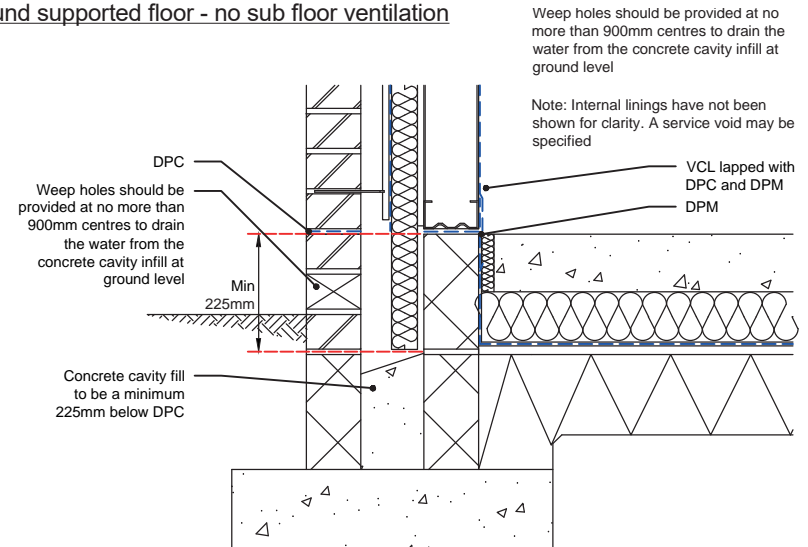 und supported floor - no sub floor ventilation
Weep holes should be provided at no
more than 900mm centres to drain the
water from the concrete cavity infill at
ground level
Note: Internal linings have not been
shown for clarity. A service void may be
specified
DPC
Weep holes should be
provided at no more than
900mm centres to drain
the water from the
concrete cavity infill at
ground level
Min
225mm
Concrete cavity fill
to be a minimum
225mm below DPC
VCL lapped with
DPC and DPM
DPM